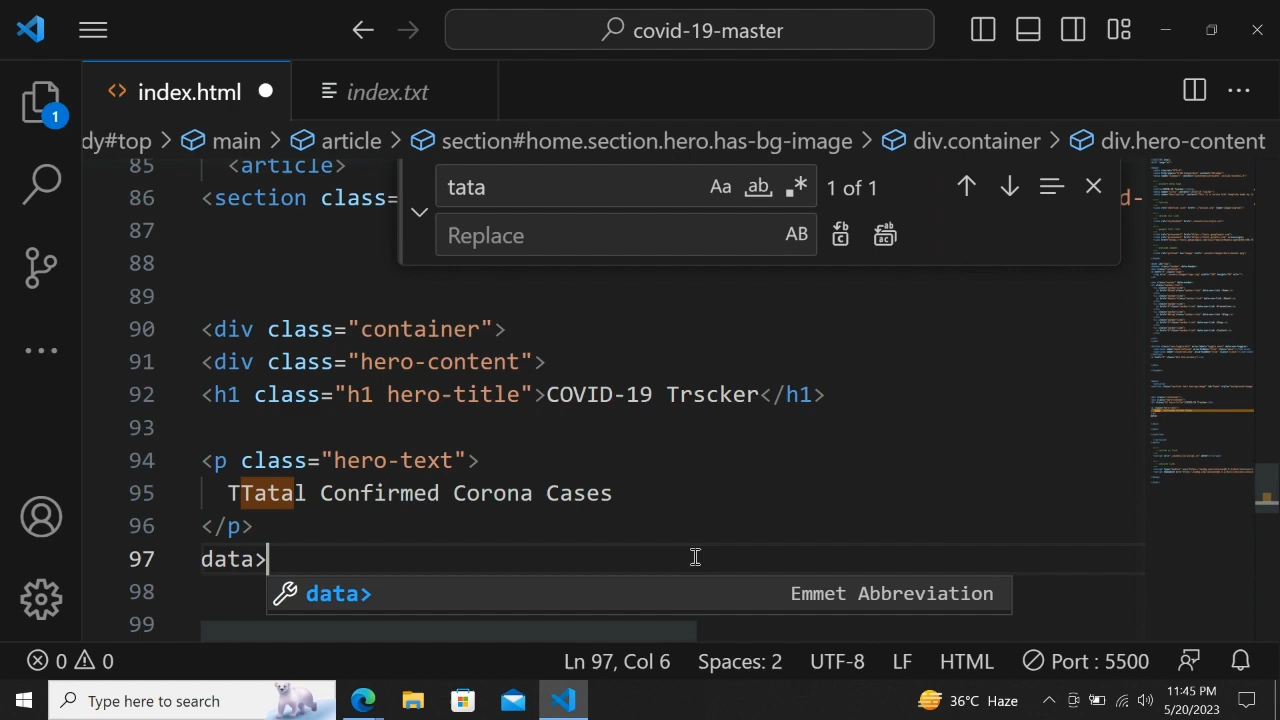 covid-19-master
index.html
index.txt
1
dy#top > main > article > section#home.section.hero.has-bg-image > div.container > div.hero-content
tata
Aa ab 1 of 1
AB
85 <article>
86 <section class= d-
87
88
89
90 <div class="container">
91 <div class="hero-content">
92 <h1 class="h1 hero-citle">COVID-19 Trscker</h1>
93
94 <p class="hero-text">
95 TTatal Confirmed Corona Cases
96 </p>
97 data>
data> Emmet Abbreviation
98
99
0 0 Ln 97, Col 6 Spaces: 2 UTF-8 LF HTML Port : 5500
Type here to search
36°C Haze
11:45 PM
5/20/2023